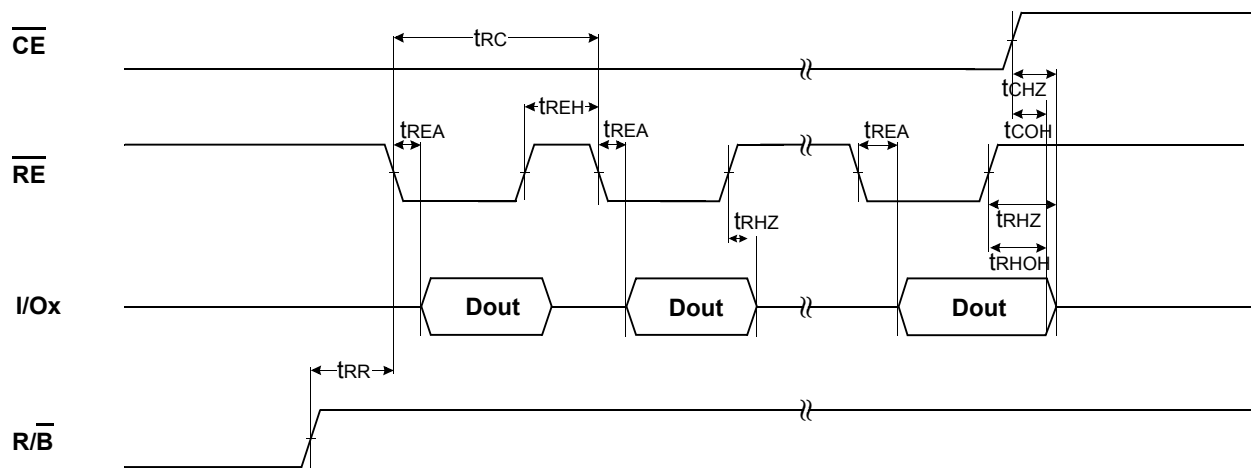 CE
tRC
tCHZ
tREH
tREA
tREA
tREA
tCOH
RE
tRHZ
tRHZ
tRHOH
I/Ox
Dout
Dout
Dout
tRR
R/B